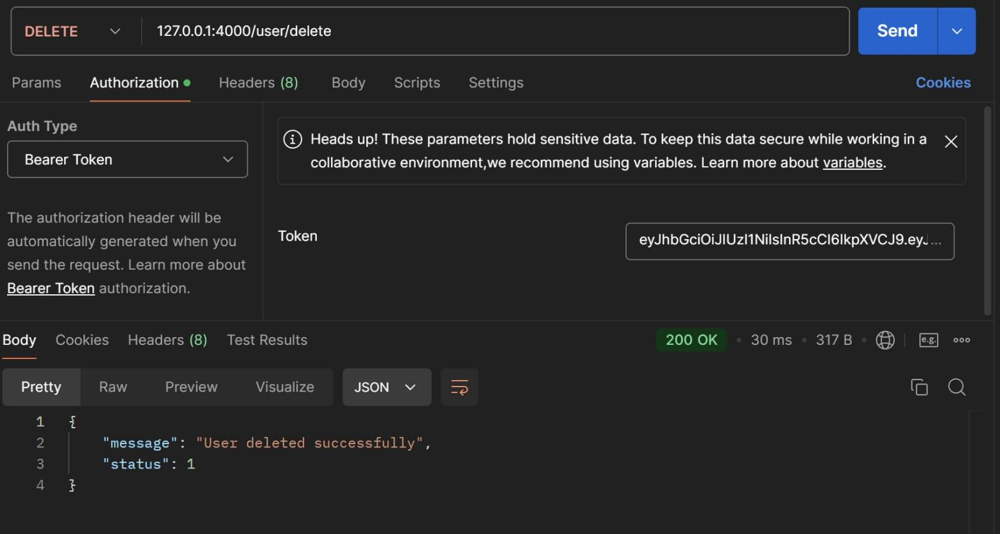 DELETE 127.0.0.1:4000/user/delete Send
Params Authorization Headers (8) Body Scripts Settings Cookies
Auth Type
Bearer Token
The authorization header will be
automatically generated when you
send the request. Learn more about
Bearer Token authorization.
Heads up! These parameters hold sensitive data. To keep this data secure while working in a
collaborative environment,we recommend using variables. Learn more about variables.
Token eyJhbGciOiJIUzI1NiIsInR5cCI6IkpXVCJ9.eyJ...
Body Cookies Headers (8) Test Results 200 OK • 30 ms • 317 B • e.g.
Pretty Raw Preview Visualize JSON
1 {
2 "message": "User deleted successfully",
3 "status": 1
4 }